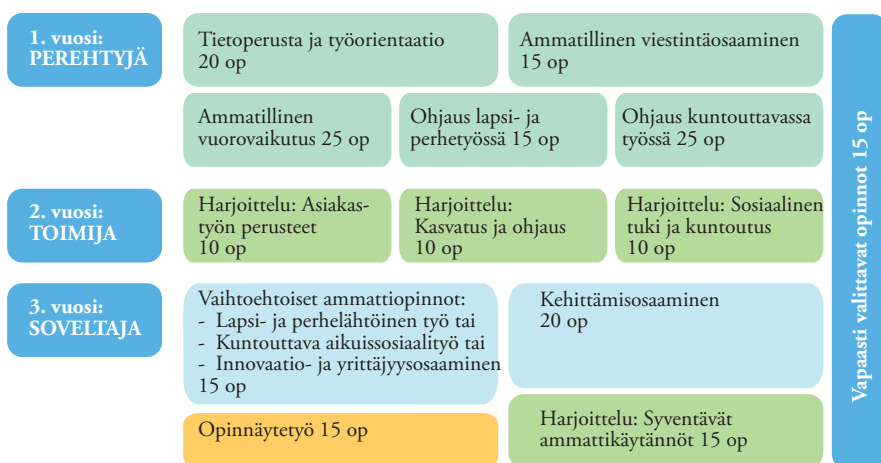 1. vuosi:
PEREHTYJÄ
Tietoperusta ja työorientaatio
20 op
Ammatillinen viestintäosaaminen
15 op
Ammatillinen
vuorovaikutus 25 op
Ohjaus lapsi- ja
perhetyössä 15 op
Ohjaus kuntouttavassa
työssä 25 op
2. vuosi:
TOIMIJA
Harjoittelu: Asiakas-
työn perusteet
10 op
Harjoittelu:
Kasvatus ja ohjaus
10 op
Harjoittelu: Sosiaalinen
tuki ja kuntoutus
10 op
3. vuosi:
SOVELTAJA
Vaihtoehtoiset ammattiopinnot:
- Lapsi- ja perhelähtöinen työ tai
- Kuntouttava aikuissosiaalityö tai
- Innovaatio- ja yrittäjyysosaaminen
15 op
Kehittämisosaaminen
20 op
Opinnäytetyö 15 op
Harjoittelu: Syventävät
ammattikäytännöt 15 op
Vapaasti valittavat opinnot 15 op